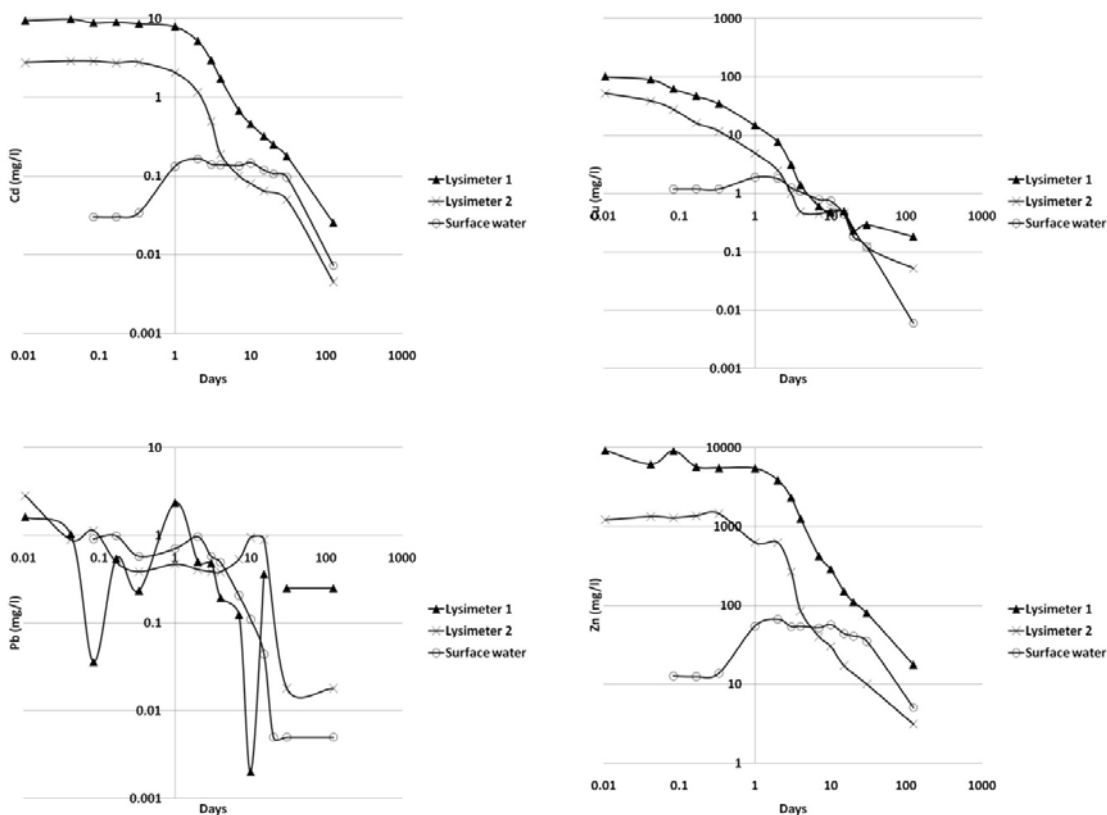 10
1
0.1
0.01
0.001
Cd (mg/l)
0.01 0.1 1 10 100 1000
Days
Lysimeter 1
Lysimeter 2
Surface water
1000
100
10
1
0.01 0.1 1 10 100 1000
0.1
0.01
0.001
Cu (mg/l)
Days
Lysimeter 1
Lysimeter 2
Surface water
10
1
0.01 0.1 1 10 100 1000
0.1
0.01
0.001
Pb (mg/l)
Days
Lysimeter 1
Lysimeter 2
Surface water
10000
1000
100
10
1
Zn (mg/l)
0.01 0.1 1 10 100 1000
Days
Lysimeter 1
Lysimeter 2
Surface water